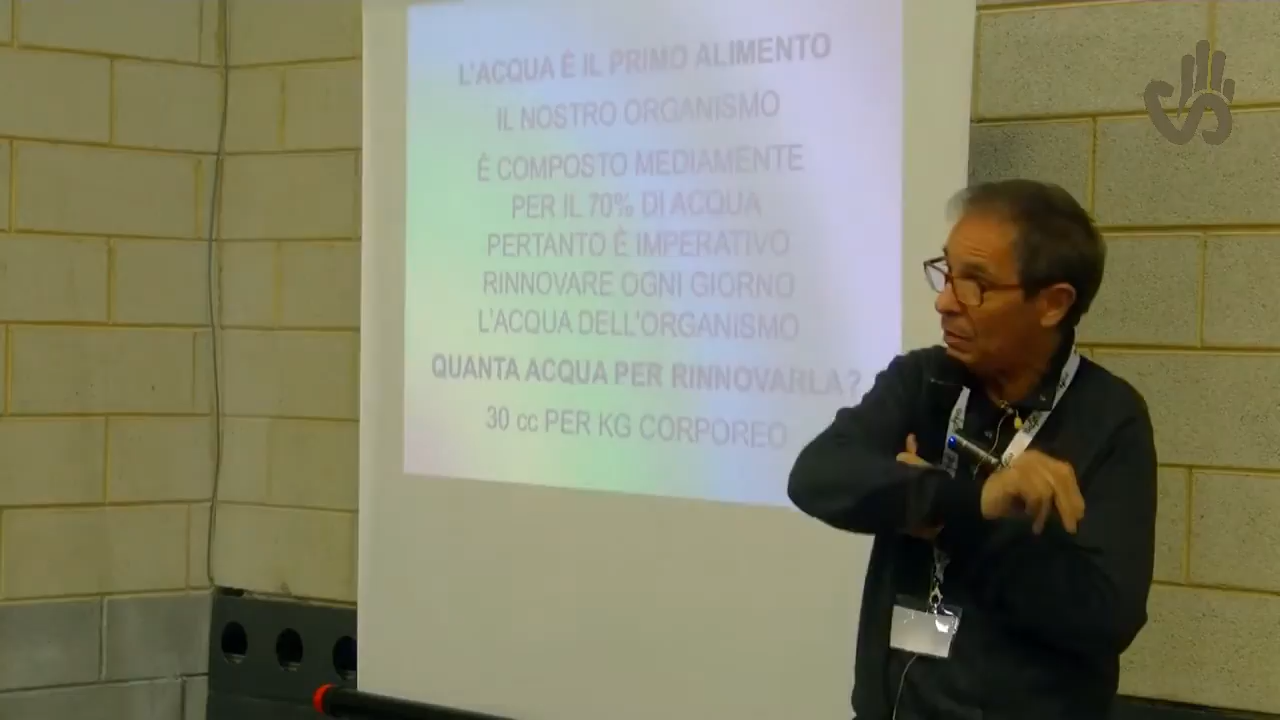 L'ACQUA È IL PRIMO ALIMENTO
IL NOSTRO ORGANISMO
È COMPOSTO MEDIAMENTE
PER IL 70% DI ACQUA
PERTANTO È IMPERATIVO
RINNOVARE OGNI GIORNO
L'ACQUA DELL'ORGANISMO
QUANTA ACQUA PER RINNOVARLA?
30 cc PER KG CORPOREO